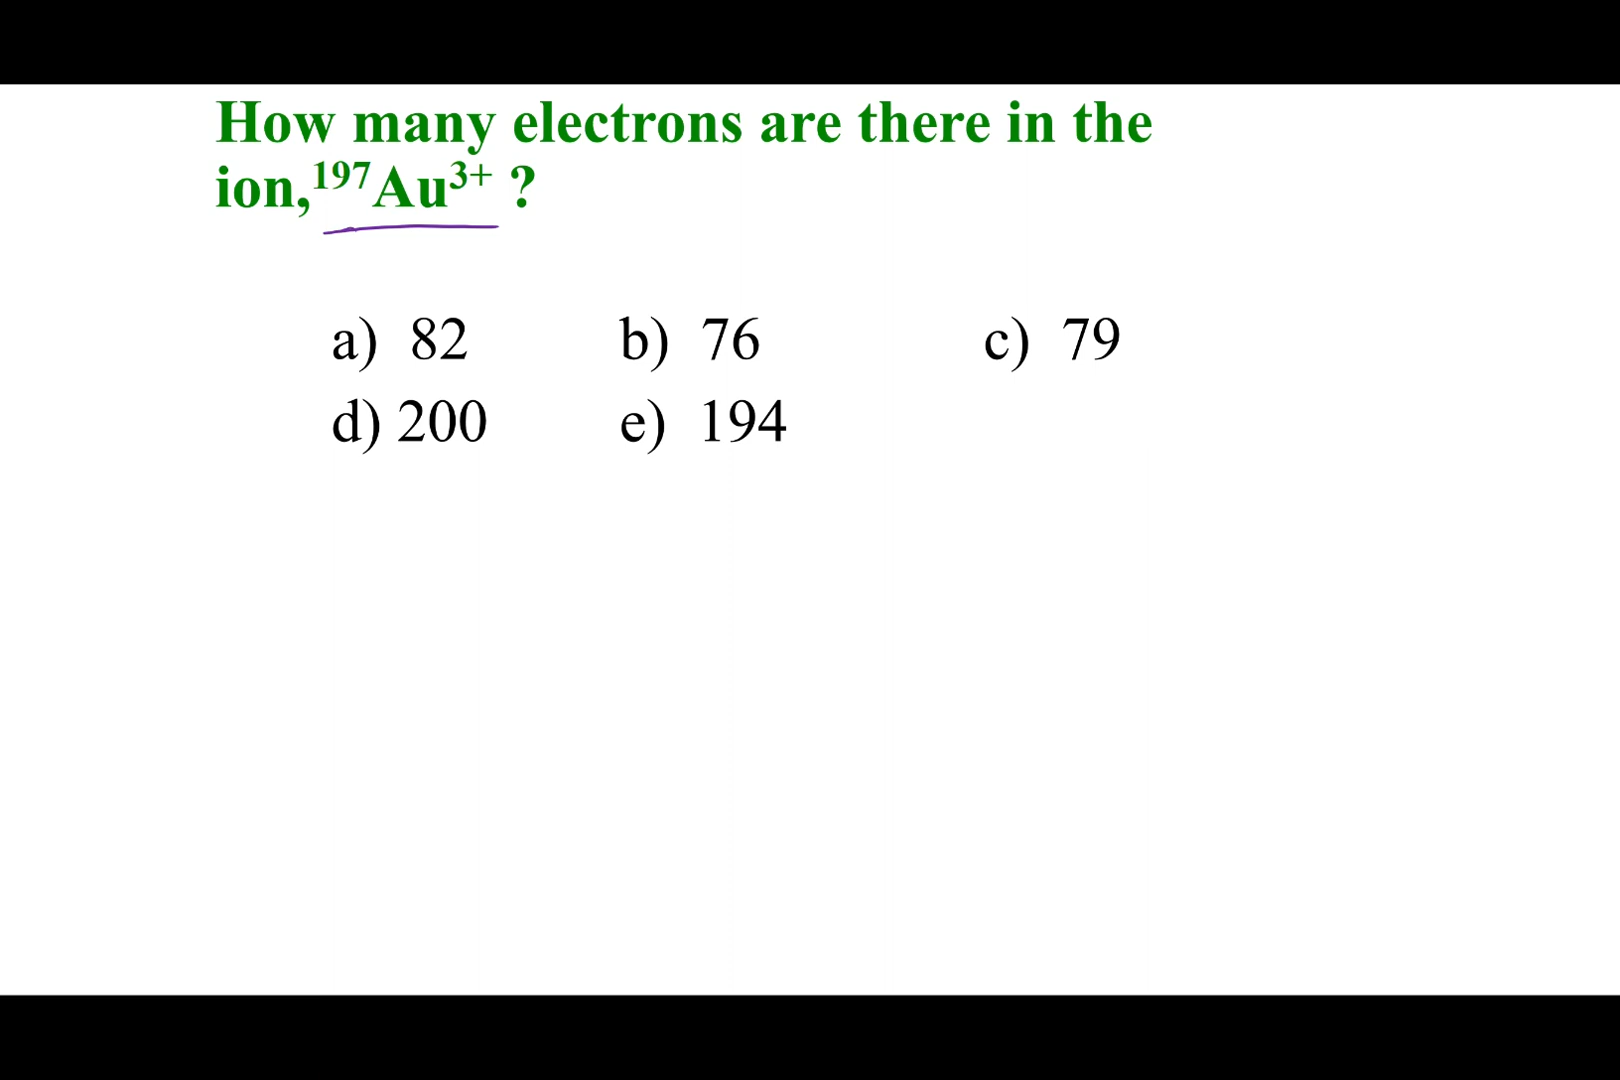 How many electrons are there in the
ion,¹⁹⁷Au³⁺ ?
a) 82 b) 76 c) 79
d) 200 e) 194